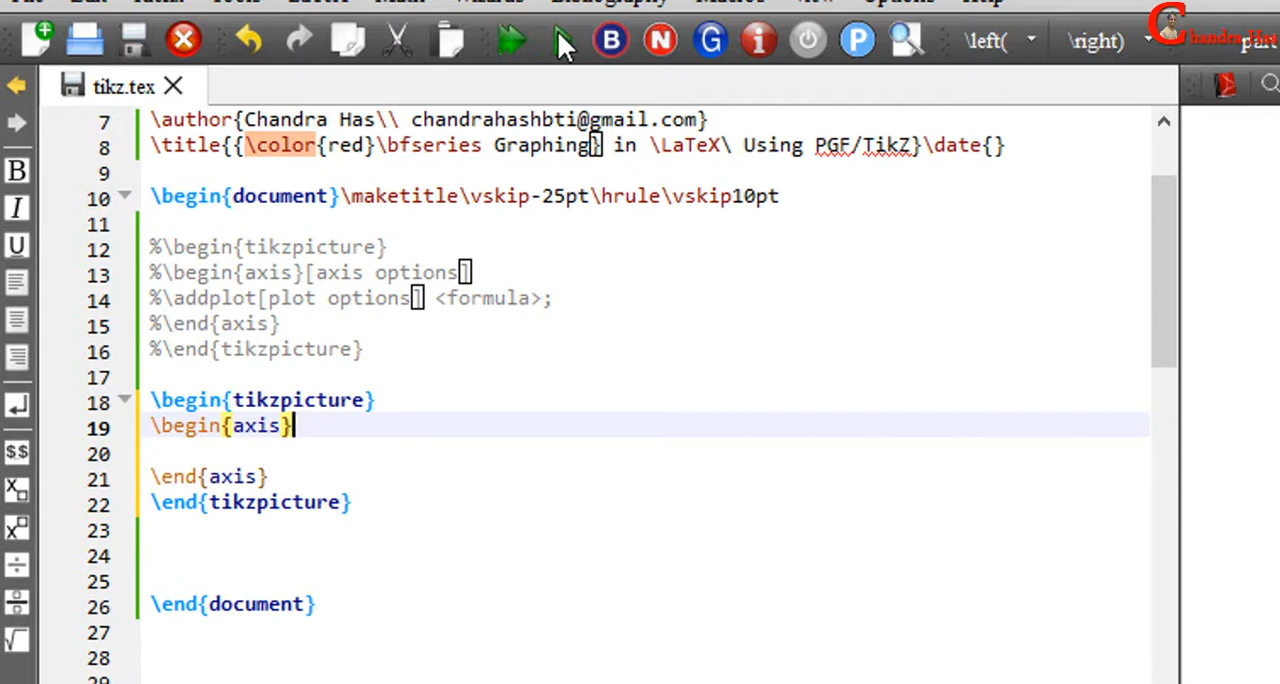 \left(
\right)
Chandra Has
tikz.tex
7 \author{Chandra Has\\ chandrahashbti@gmail.com}
8 \title{{\color{red}\bfseries Graphing} in \LaTeX\ Using PGF/TikZ}\date{}
9
10 \begin{document}\maketitle\vskip-25pt\hrule\vskip10pt
11
12 %\begin{tikzpicture}
13 %\begin{axis}[axis options]
14 %\addplot[plot options] <formula>;
15 %\end{axis}
16 %\end{tikzpicture}
17
18 \begin{tikzpicture}
19 \begin{axis}
20
21 \end{axis}
22 \end{tikzpicture}
23
24
25
26 \end{document}
27
28
B
I
U
$$
B
N
G
i
P